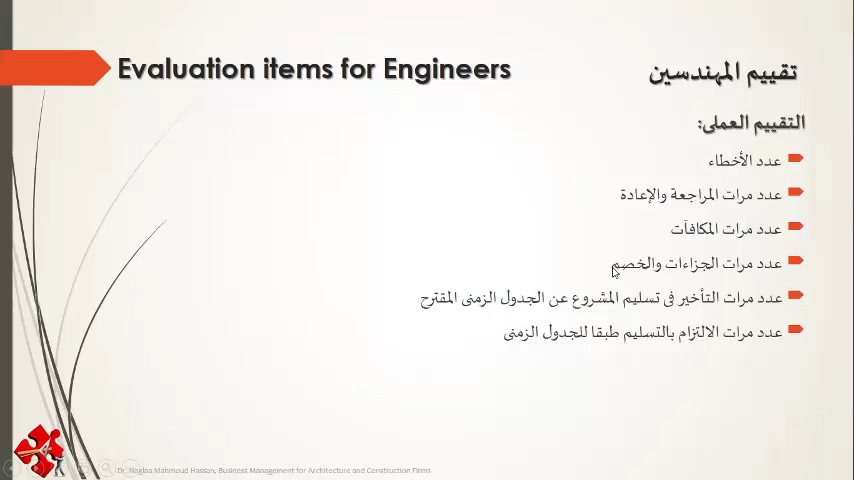 Evaluation items for Engineers
تقييم المهندسين
التقييم العملى:
عدد الأخطاء
عدد مرات المراجعة والإعادة
عدد مرات المكافآت
عدد مرات الجزاءات والخصم
عدد مرات التأخير فى تسليم المشروع عن الجدول الزمنى المقترح
عدد مرات الالتزام بالتسليم طبقا للجدول الزمنى
Dr. Naglaa Mahmoud Hassan, Business Management for Architecture and Construction Firms